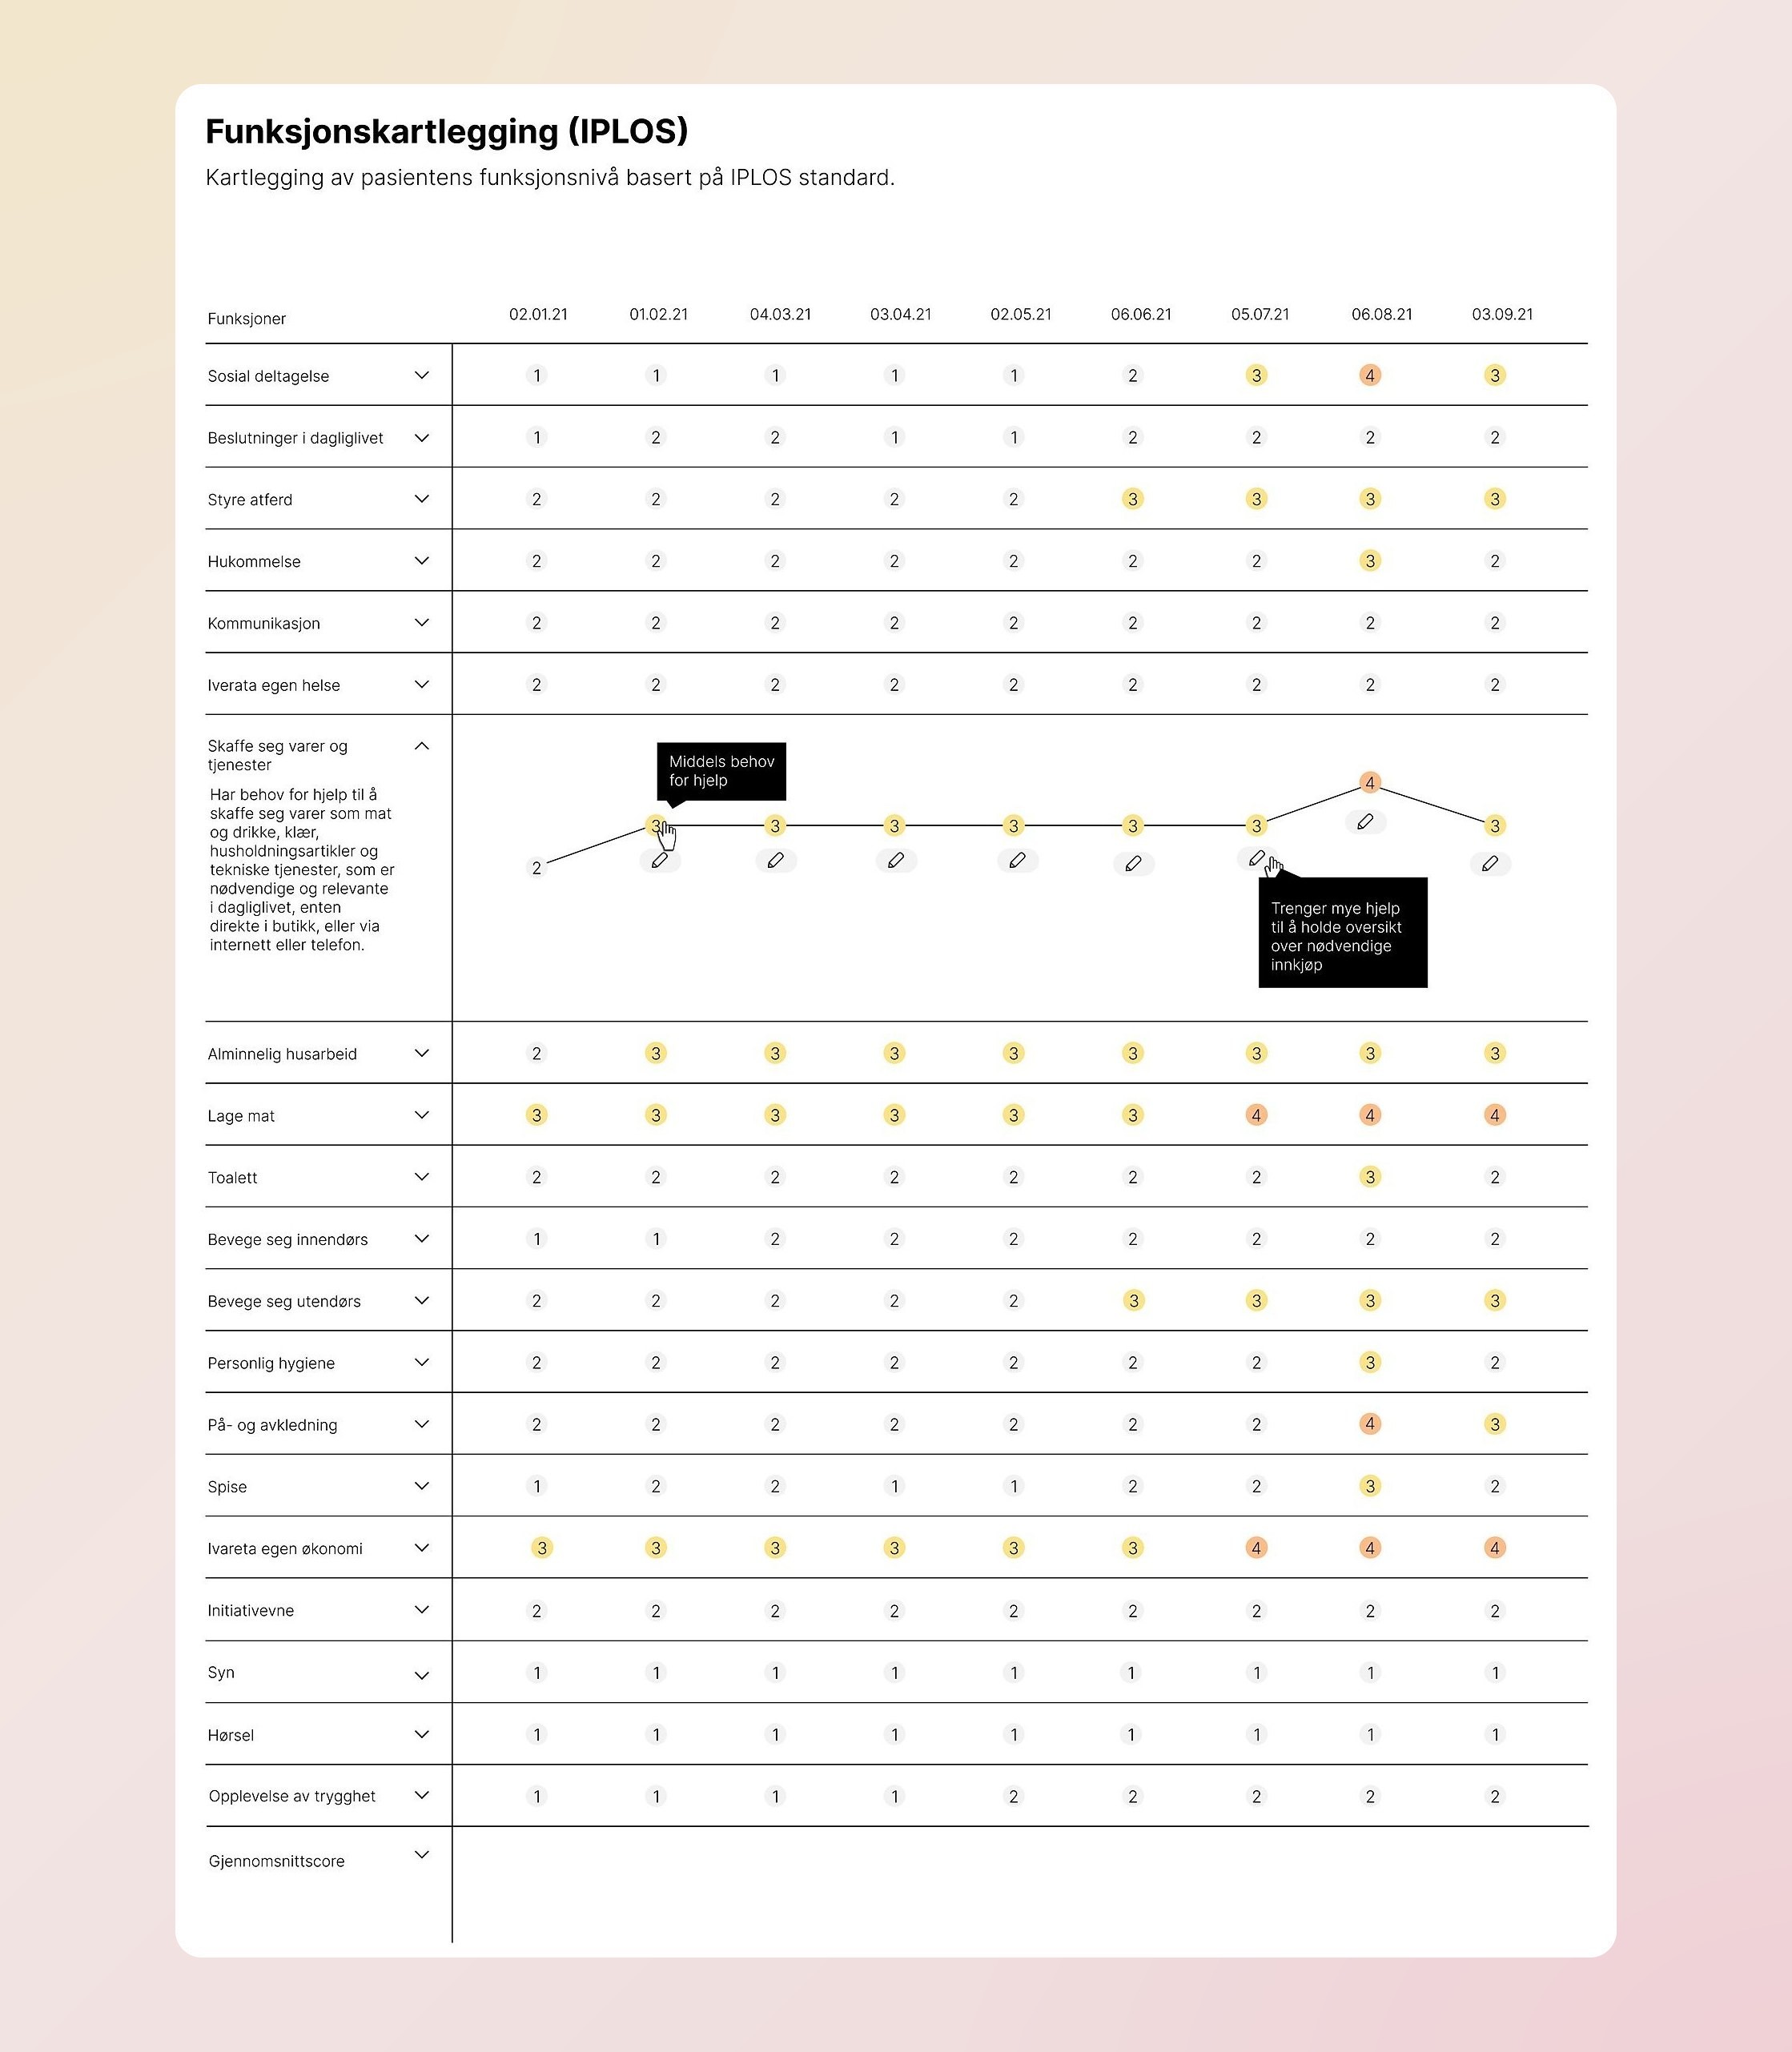 Funksjonskartlegging (IPLOS)
Kartlegging av pasientens funksjonsnivå basert på IPLOS standard.
Funksjoner 02.01.21 01.02.21 04.03.21 03.04.21 02.05.21 06.06.21 05.07.21 06.08.21 03.09.21
Sosial deltagelse 1 1 1 1 1 2 3 4 3
Beslutninger i dagliglivet 1 2 2 1 1 2 2 2 2
Styre atferd 2 2 2 2 2 3 3 3 3
Hukommelse 2 2 2 2 2 2 2 3 2
Kommunikasjon 2 2 2 2 2 2 2 2 2
Iverata egen helse 2 2 2 2 2 2 2 2 2
Skaffe seg varer og
tjenester
Har behov for hjelp til å
skaffe seg varer som mat
og drikke, klær,
husholdningsartikler og
tekniske tjenester, som er
nødvendige og relevante
i dagliglivet, enten
direkte i butikk, eller via
internett eller telefon.
Middels behov
for hjelp
2 3 3 3 3 3 3 4 3
Trenger mye hjelp
til å holde oversikt
over nødvendige
innkjøp
Alminnelig husarbeid 2 3 3 3 3 3 3 3 3
Lage mat 3 3 3 3 3 3 4 4 4
Toalett 2 2 2 2 2 2 2 3 2
Bevege seg innendørs 1 1 2 2 2 2 2 2 2
Bevege seg utendørs 2 2 2 2 2 3 3 3 3
Personlig hygiene 2 2 2 2 2 2 2 3 2
På- og avkledning 2 2 2 2 2 2 2 4 3
Spise 1 2 2 1 1 2 2 3 2
Ivareta egen økonomi 3 3 3 3 3 3 4 4 4
Initiativevne 2 2 2 2 2 2 2 2 2
Syn 1 1 1 1 1 1 1 1 1
Hørsel 1 1 1 1 1 1 1 1 1
Opplevelse av trygghet 1 1 1 1 2 2 2 2 2
Gjennomsnittscore